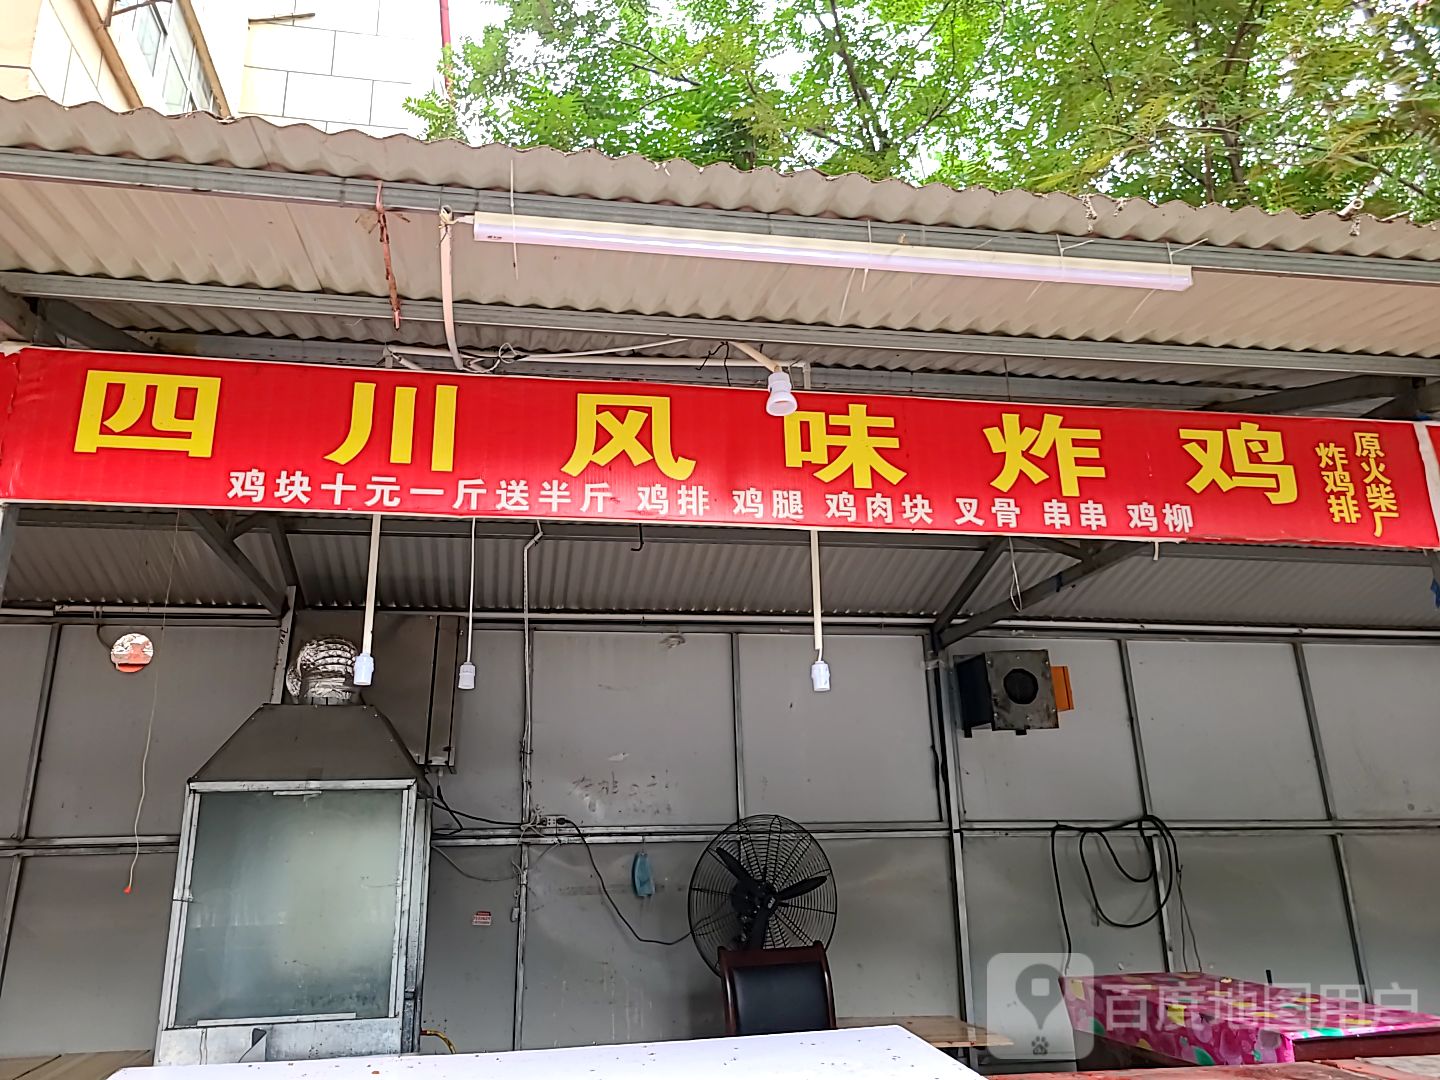 四川风味炸鸡
鸡块十元一斤送半斤 鸡排 鸡腿 鸡肉块 叉骨 串串 鸡柳
原火柴厂
炸鸡排
百度地图用户